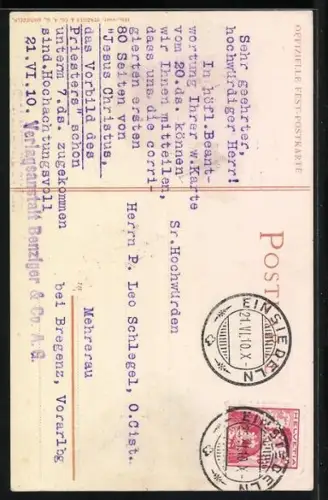 OFFIZIELLE FEST-POSTKARTE
POST
Sehr geehrter,
hochwürdiger Herr!
In höfl.Beant-
wortung Ihrer w.Karte
vom 20.ds. können
wir Ihnen mitteilen,
dass uns die corri-
gierten ersten
80 Seiten von
"Jesus Christus,
das Vorbild des
Priesters" schon
unterm 7.ds. zugekommen
sind.Hochachtungsvoll
21.VI.10. Verlagsanstalt Benziger & Co. A.G.
Sr.Hochwürden
Herrn P. Leo Schlegel, O.Cist.
Mehrerau
bei Bregenz, Vorarlbg
EINSIEDELN
21.VI.10.X-
HELVETIA
EINSIEDELN